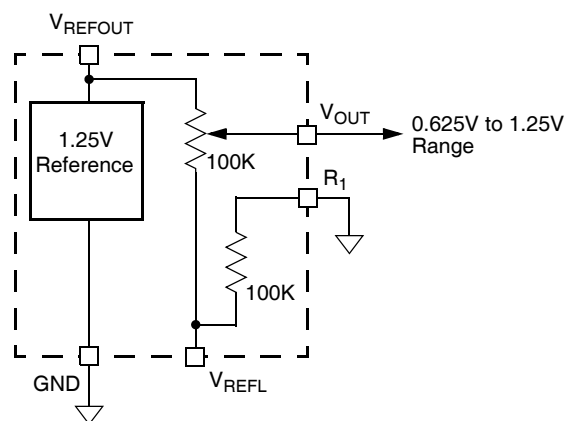 VREFOUT
1.25V
Reference
100K
VOUT
0.625V to 1.25V
Range
R1
100K
GND
VREFL